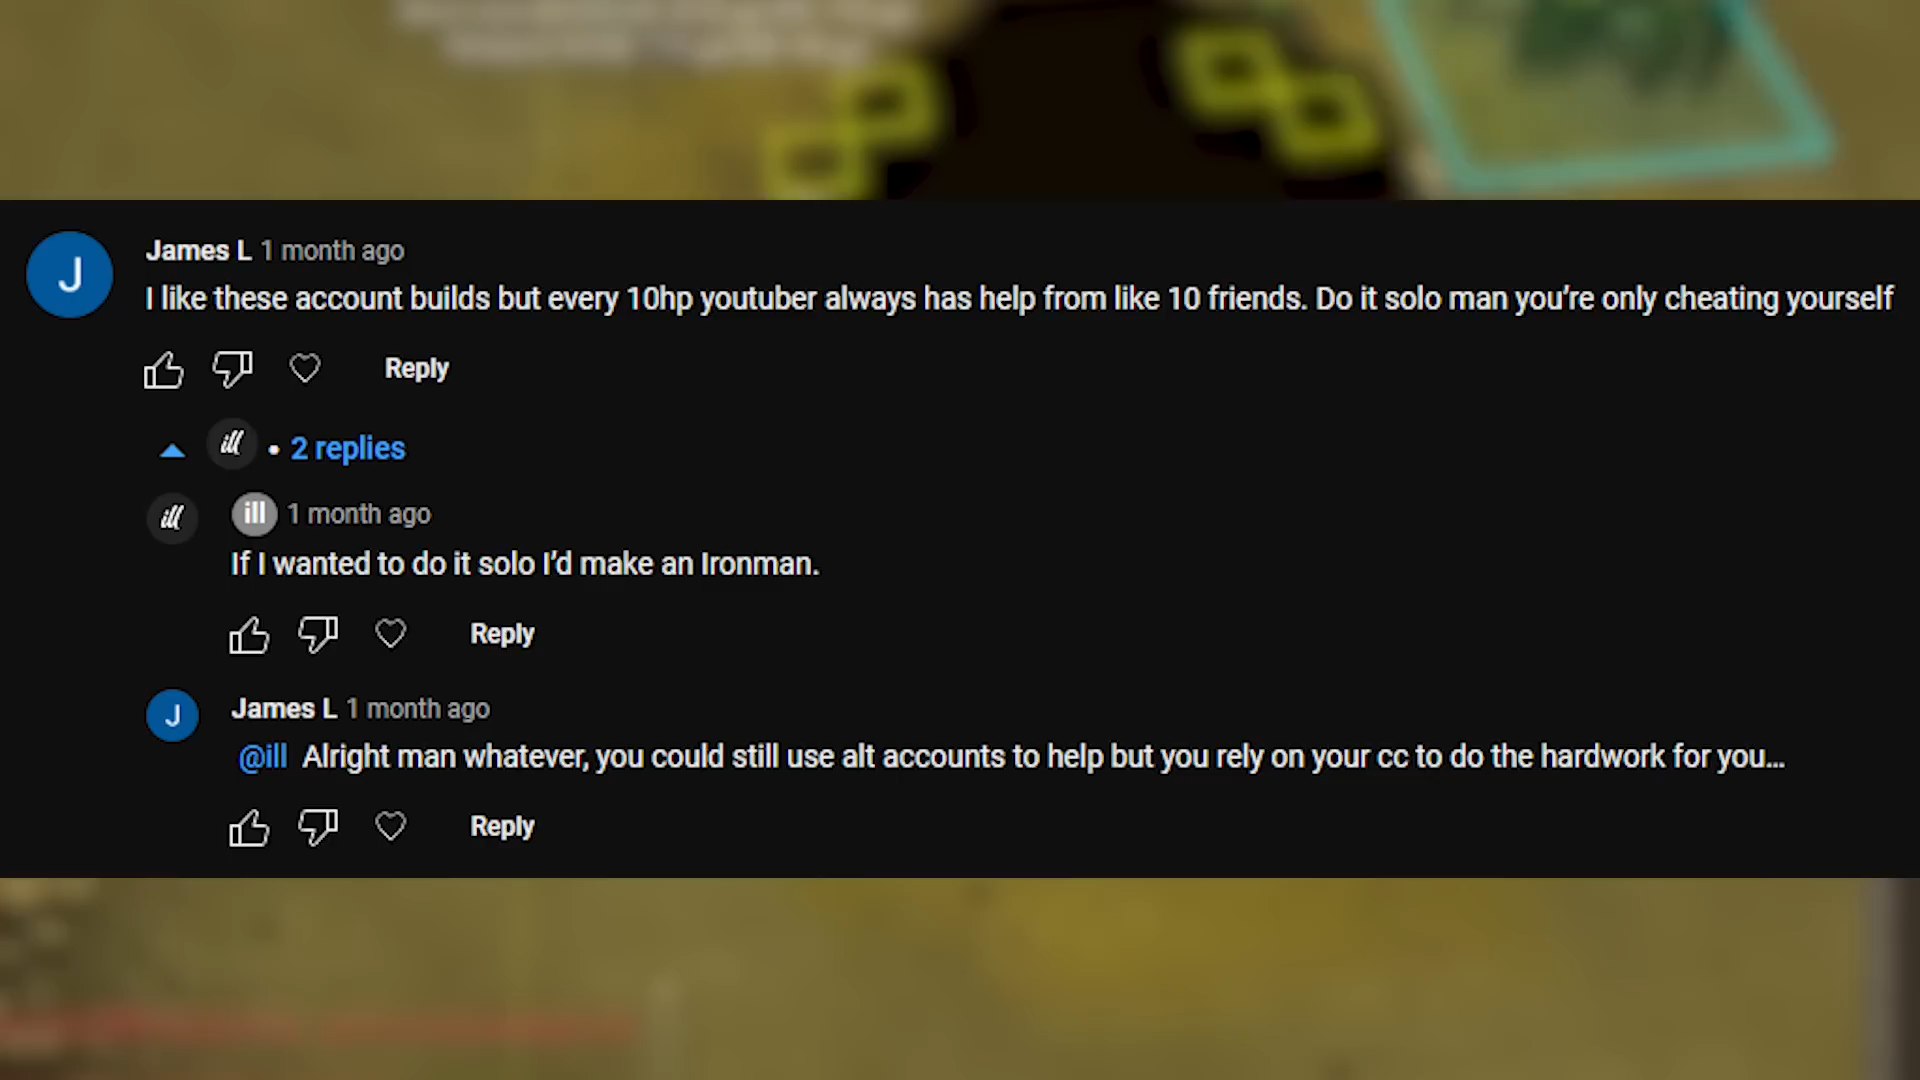 J
James L 1 month ago
I like these account builds but every 10hp youtuber always has help from like 10 friends. Do it solo man you’re only cheating yourself
Reply
ill • 2 replies
ill
ill 1 month ago
If I wanted to do it solo I’d make an Ironman.
Reply
J
James L 1 month ago
@ill Alright man whatever, you could still use alt accounts to help but you rely on your cc to do the hardwork for you...
Reply